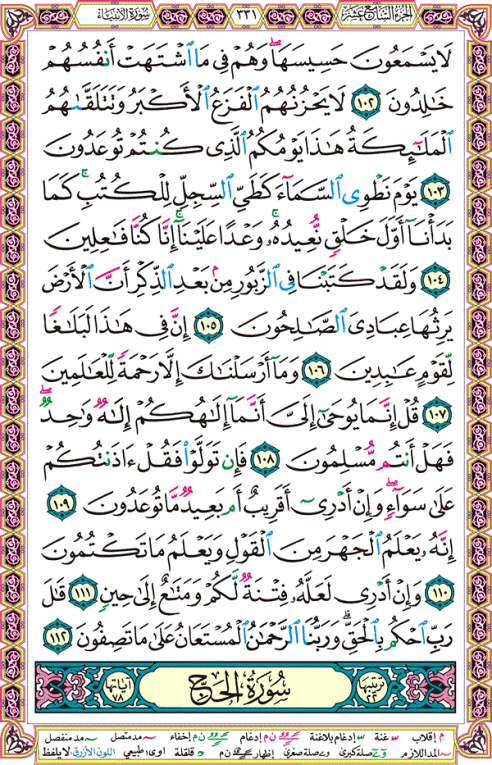 الجزء السابع عشر ٣٣١ سورة الأنبياء
لَا يَسْمَعُونَ حَسِيسَهَا ۖ وَهُمْ فِي مَا اشْتَهَتْ أَنفُسُهُمْ
خَالِدُونَ ١٠٢ لَا يَحْزُنُهُمُ الْفَزَعُ الْأَكْبَرُ وَتَتَلَقَّاهُمُ
الْمَلَائِكَةُ هَٰذَا يَوْمُكُمُ الَّذِي كُنتُمْ تُوعَدُونَ
١٠٣ يَوْمَ نَطْوِي السَّمَاءَ كَطَيِّ السِّجِلِّ لِلْكُتُبِ ۚ كَمَا
بَدَأْنَا أَوَّلَ خَلْقٍ نُّعِيدُهُ ۚ وَعْدًا عَلَيْنَا ۚ إِنَّا كُنَّا فَاعِلِينَ
١٠٤ وَلَقَدْ كَتَبْنَا فِي الزَّبُورِ مِن بَعْدِ الذِّكْرِ أَنَّ الْأَرْضَ
يَرِثُهَا عِبَادِيَ الصَّالِحُونَ ١٠٥ إِنَّ فِي هَٰذَا لَبَلَاغًا
لِّقَوْمٍ عَابِدِينَ ١٠٦ وَمَا أَرْسَلْنَاكَ إِلَّا رَحْمَةً لِّلْعَالَمِينَ
١٠٧ قُلْ إِنَّمَا يُوحَىٰ إِلَيَّ أَنَّمَا إِلَٰهُكُمْ إِلَٰهٌ وَاحِدٌ ۖ
فَهَلْ أَنتُم مُّسْلِمُونَ ١٠٨ فَإِن تَوَلَّوْا فَقُلْ آذَنتُكُمْ
عَلَىٰ سَوَاءٍ ۖ وَإِنْ أَدْرِي أَقَرِيبٌ أَم بَعِيدٌ مَّا تُوعَدُونَ ١٠٩
إِنَّهُ يَعْلَمُ الْجَهْرَ مِنَ الْقَوْلِ وَيَعْلَمُ مَا تَكْتُمُونَ
١١٠ وَإِنْ أَدْرِي لَعَلَّهُ فِتْنَةٌ لَّكُمْ وَمَتَاعٌ إِلَىٰ حِينٍ ١١١ قَالَ
رَبِّ احْكُم بِالْحَقِّ ۗ وَرَبُّنَا الرَّحْمَٰنُ الْمُسْتَعَانُ عَلَىٰ مَا تَصِفُونَ ١١٢
ترتيبها ٢٢ سُورَةُ الحَجِّ آياتها ٧٨
م إقلاب س غنة س إدغام بلاغنة ن م إدغام ن م إخفاء مد متصل مد منفصل
المد اللازم صلة كبرى صلة صغرى إظهار ن م قلقلة اوى؛ طبيعي اللون الأزرق: لا يلفظ